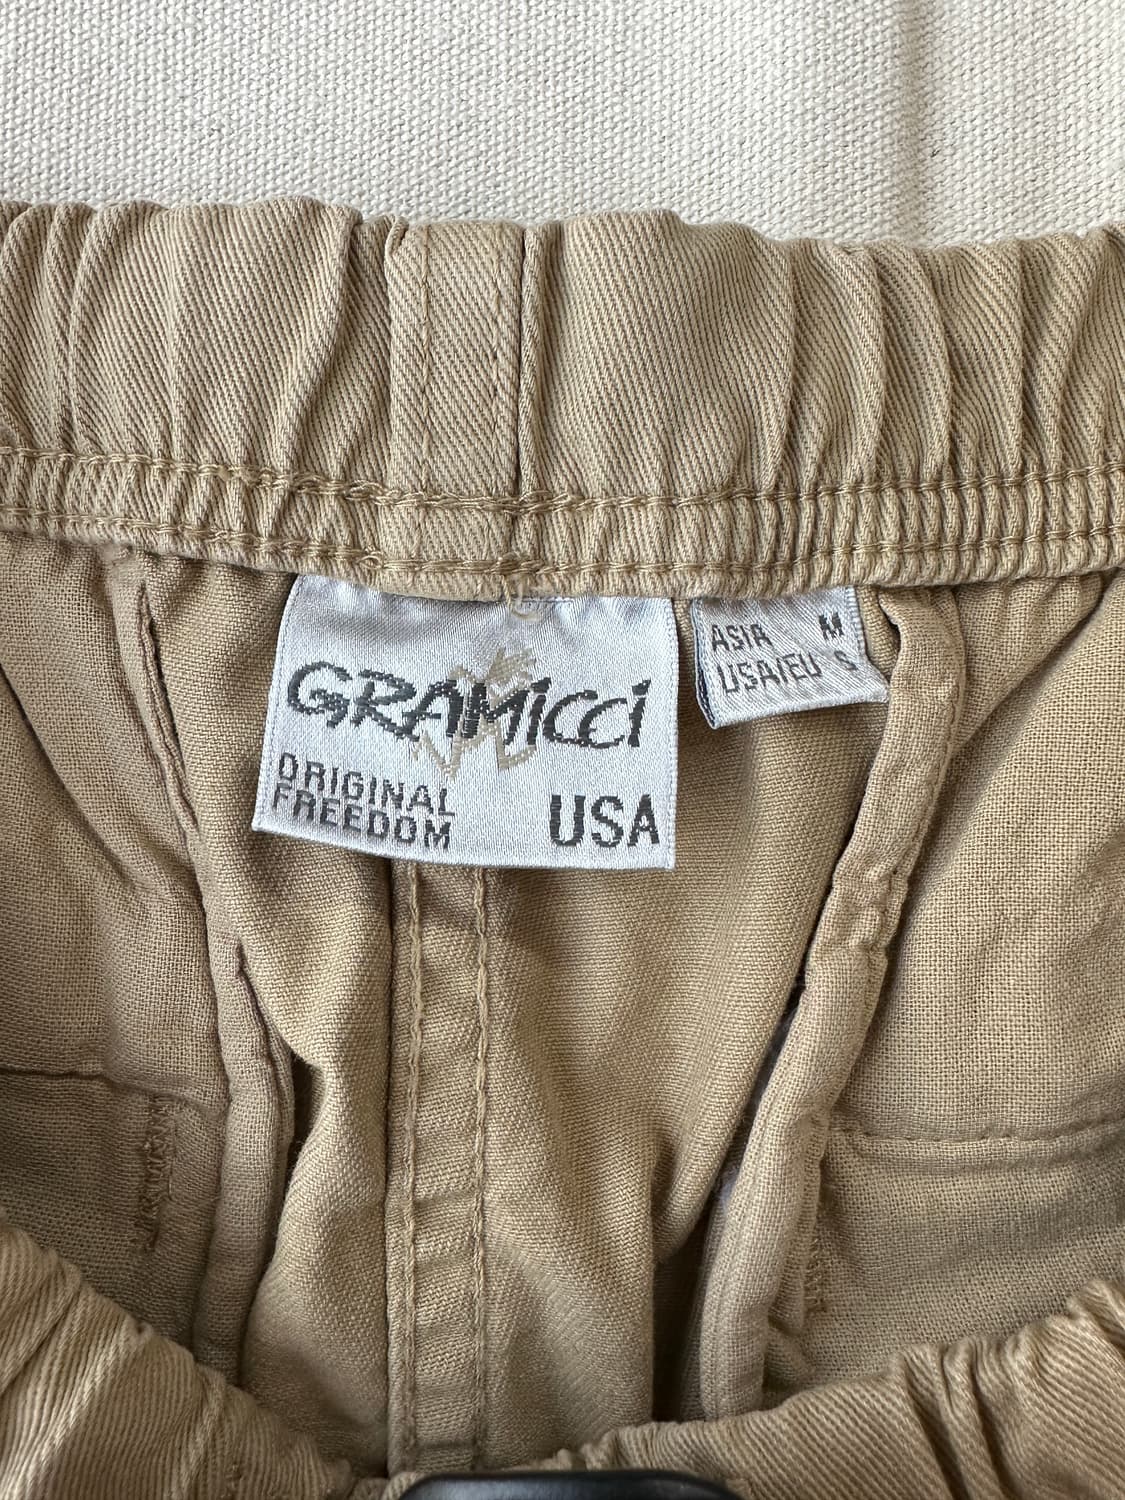 GRAMiCCi
ORIGINAL
FREEDOM
USA
ASIA M
USA/EU S